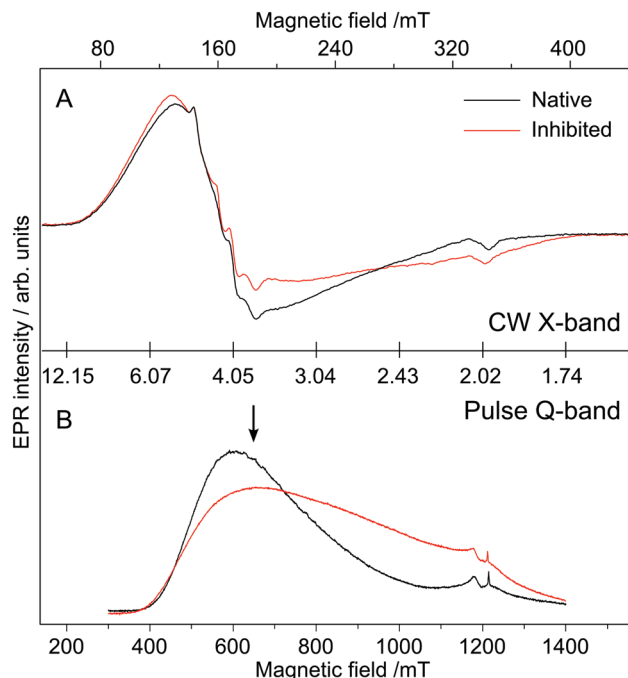 Magnetic field /mT
80 160 240 320 400
A
Native
Inhibited
EPR intensity / arb. units
CW X-band
12.15 6.07 4.05 3.04 2.43 2.02 1.74
Pulse Q-band
B
200 400 600 800 1000 1200 1400
Magnetic field /mT